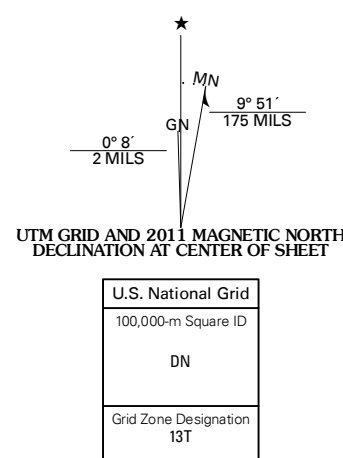 ★
MN
9° 51´
175 MILS
GN
0° 8´
2 MILS
UTM GRID AND 2011 MAGNETIC NORTH
DECLINATION AT CENTER OF SHEET
U.S. National Grid
100,000-m Square ID
DN
Grid Zone Designation
13T